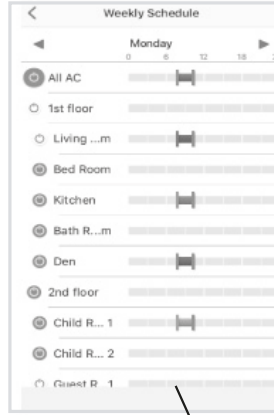 Weekly Schedule
Monday
0 6 12 18
All AC
1st floor
Living ...m
Bed Room
Kitchen
Bath R...m
Den
2nd floor
Child R... 1
Child R... 2
Guest R...1